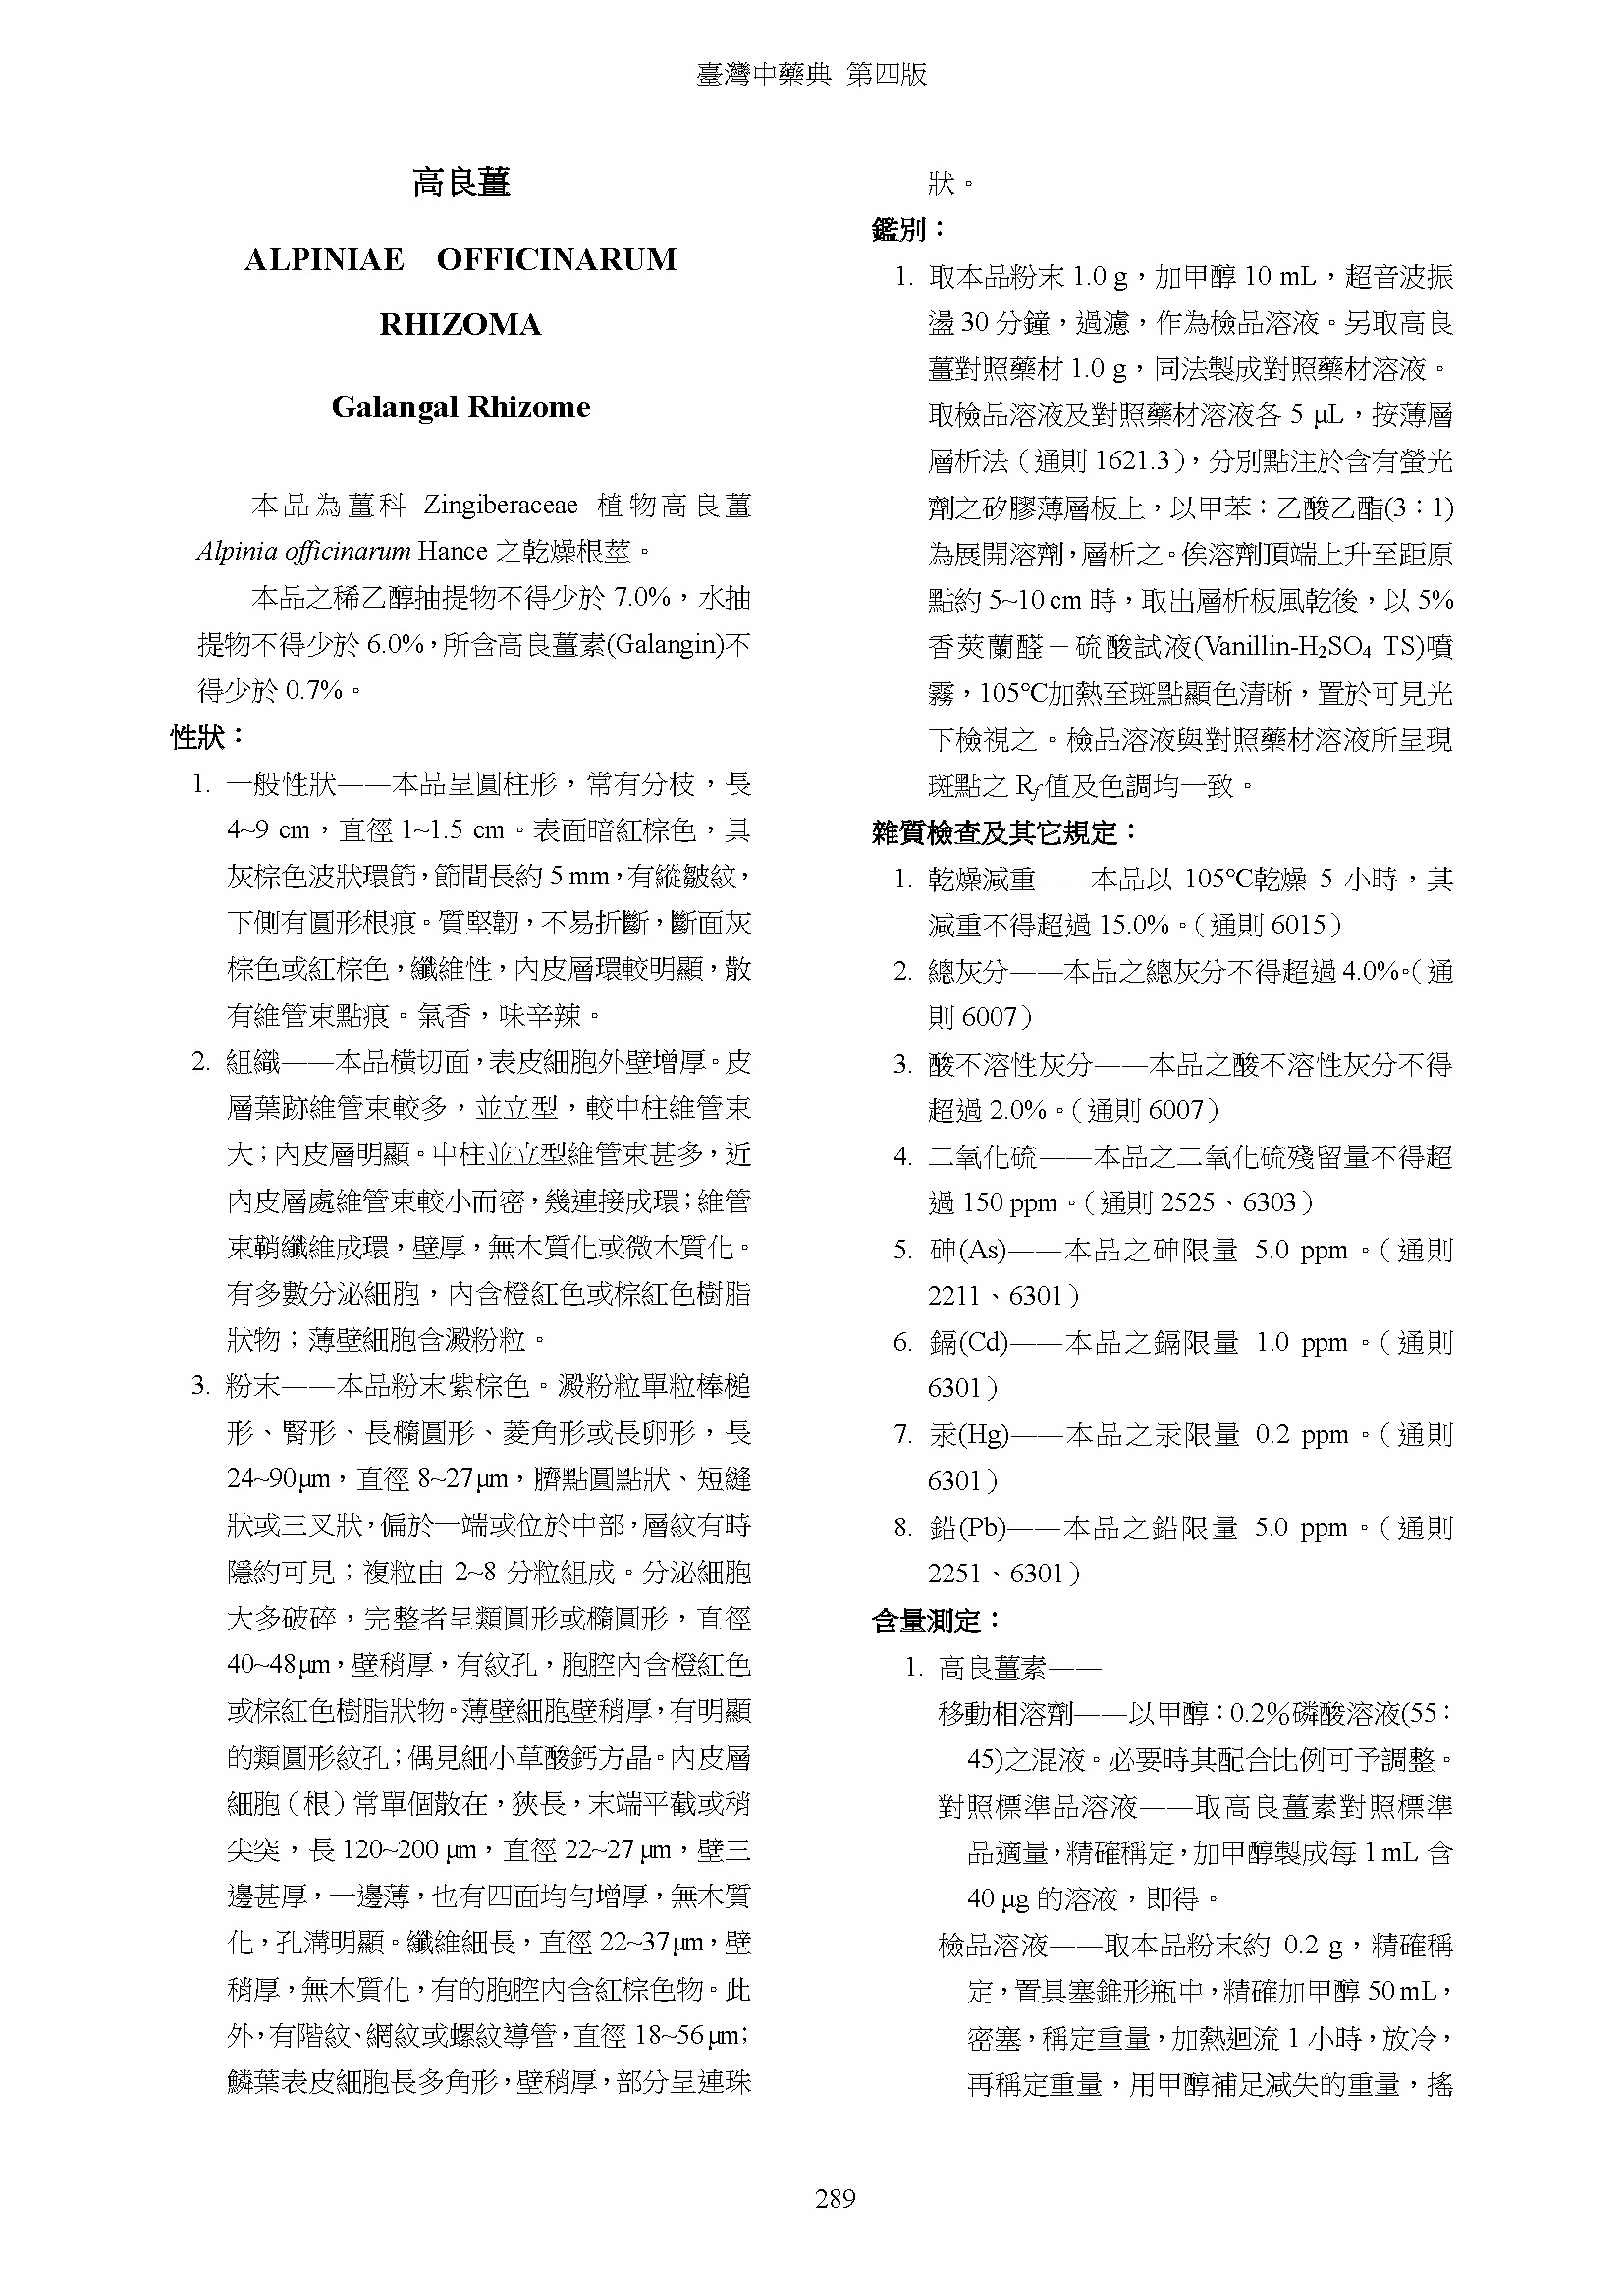 臺灣中藥典 第四版
高良薑
ALPINIAE OFFICINARUM
RHIZOMA
Galangal Rhizome
本品為薑科 Zingiberaceae 植物高良薑
Alpinia officinarum Hance 之乾燥根莖。
本品之稀乙醇抽提物不得少於 7.0%，水抽
提物不得少於 6.0%，所含高良薑素(Galangin)不
得少於 0.7%。
性狀：
1. 一般性狀——本品呈圓柱形，常有分枝，長
4~9 cm，直徑 1~1.5 cm。表面暗紅棕色，具
灰棕色波狀環節，節間長約 5 mm，有縱皺紋，
下側有圓形根痕。質堅韌，不易折斷，斷面灰
棕色或紅棕色，纖維性，內皮層環較明顯，散
有維管束點痕。氣香，味辛辣。
2. 組織——本品橫切面，表皮細胞外壁增厚。皮
層葉跡維管束較多，並立型，較中柱維管束
大；內皮層明顯。中柱並立型維管束甚多，近
內皮層處維管束較小而密，幾連接成環；維管
束鞘纖維成環，壁厚，無木質化或微木質化。
有多數分泌細胞，內含橙紅色或棕紅色樹脂
狀物；薄壁細胞含澱粉粒。
3. 粉末——本品粉末紫棕色。澱粉粒單粒棒槌
形、腎形、長橢圓形、菱角形或長卵形，長
24~90μm，直徑 8~27μm，臍點圓點狀、短縫
狀或三叉狀，偏於一端或位於中部，層紋有時
隱約可見；複粒由 2~8 分粒組成。分泌細胞
大多破碎，完整者呈類圓形或橢圓形，直徑
40~48μm，壁稍厚，有紋孔，胞腔內含橙紅色
或棕紅色樹脂狀物。薄壁細胞壁稍厚，有明顯
的類圓形紋孔；偶見細小草酸鈣方晶。內皮層
細胞（根）常單個散在，狹長，末端平截或稍
尖突，長 120~200 μm，直徑 22~27 μm，壁三
邊甚厚，一邊薄，也有四面均勻增厚，無木質
化，孔溝明顯。纖維細長，直徑 22~37μm，壁
稍厚，無木質化，有的胞腔內含紅棕色物。此
外，有階紋、網紋或螺紋導管，直徑 18~56 μm；
鱗葉表皮細胞長多角形，壁稍厚，部分呈連珠
狀。
鑑別：
1. 取本品粉末 1.0 g，加甲醇 10 mL，超音波振
盪 30 分鐘，過濾，作為檢品溶液。另取高良
薑對照藥材 1.0 g，同法製成對照藥材溶液。
取檢品溶液及對照藥材溶液各 5 μL，按薄層
層析法（通則 1621.3），分別點注於含有螢光
劑之矽膠薄層板上，以甲苯：乙酸乙酯(3：1)
為展開溶劑，層析之。俟溶劑頂端上升至距原
點約 5~10 cm 時，取出層析板風乾後，以 5%
香莢蘭醛－硫酸試液(Vanillin-H₂SO₄ TS)噴
霧，105℃加熱至斑點顯色清晰，置於可見光
下檢視之。檢品溶液與對照藥材溶液所呈現
斑點之 Rf 值及色調均一致。
雜質檢查及其它規定：
1. 乾燥減重——本品以 105℃乾燥 5 小時，其
減重不得超過 15.0%。（通則 6015）
2. 總灰分——本品之總灰分不得超過 4.0%。（通
則 6007）
3. 酸不溶性灰分——本品之酸不溶性灰分不得
超過 2.0%。（通則 6007）
4. 二氧化硫——本品之二氧化硫殘留量不得超
過 150 ppm。（通則 2525、6303）
5. 砷(As)——本品之砷限量 5.0 ppm。（通則
2211、6301）
6. 鎘(Cd)——本品之鎘限量 1.0 ppm。（通則
6301）
7. 汞(Hg)——本品之汞限量 0.2 ppm。（通則
6301）
8. 鉛(Pb)——本品之鉛限量 5.0 ppm。（通則
2251、6301）
含量測定：
1. 高良薑素——
移動相溶劑——以甲醇：0.2%磷酸溶液(55：
45)之混液。必要時其配合比例可予調整。
對照標準品溶液——取高良薑素對照標準
品適量，精確稱定，加甲醇製成每 1 mL 含
40 μg 的溶液，即得。
檢品溶液——取本品粉末約 0.2 g，精確稱
定，置具塞錐形瓶中，精確加甲醇 50 mL，
密塞，稱定重量，加熱迴流 1 小時，放冷，
再稱定重量，用甲醇補足減失的重量，搖
289